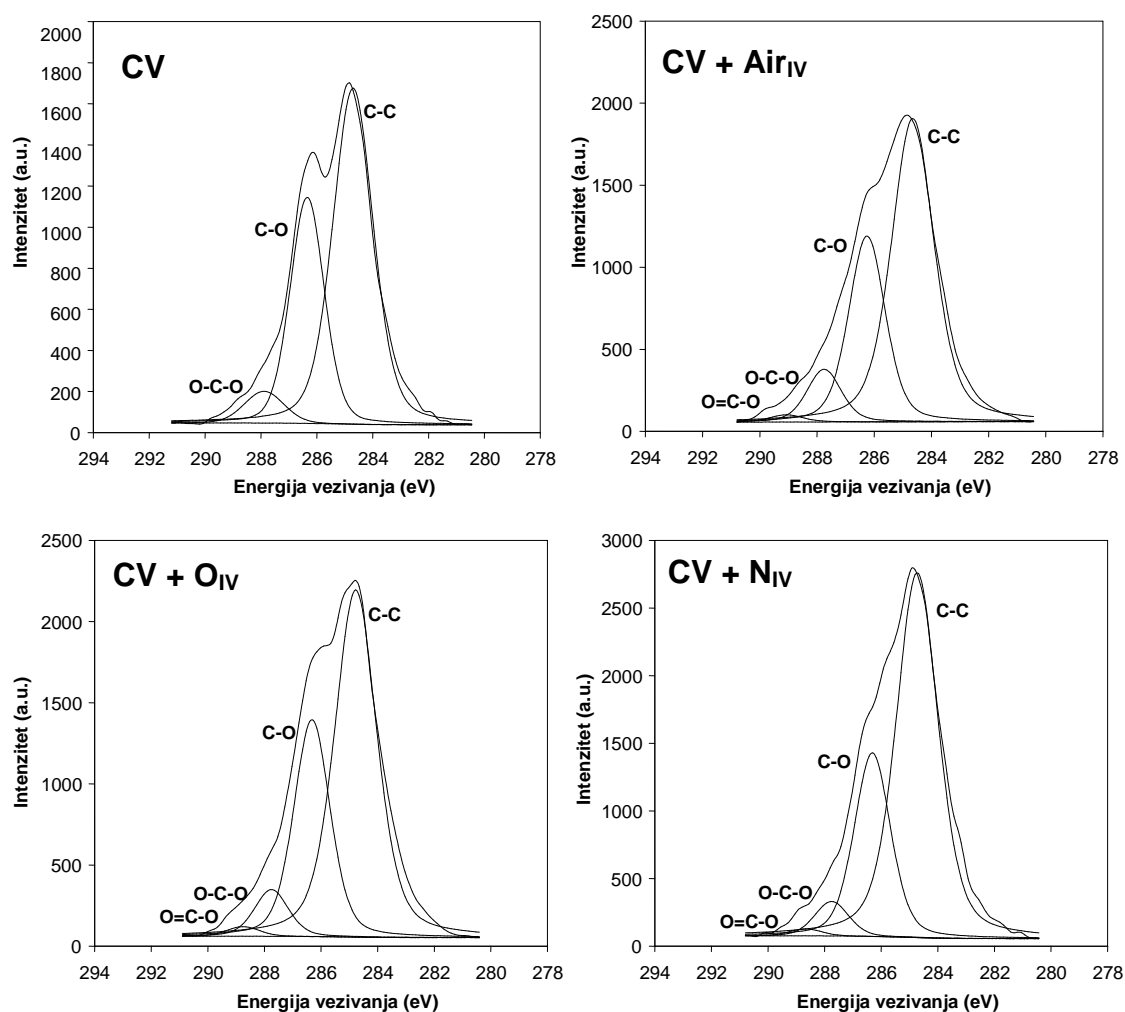 CV
2000
1800
1600
1400
1200
1000
800
600
400
200
0
Intenzitet (a.u.)
C-C
C-O
O-C-O
294 292 290 288 286 284 282 280 278
Energija vezivanja (eV)
CV + AirIV
2500
2000
1500
1000
500
0
Intenzitet (a.u.)
C-C
C-O
O-C-O
O=C-O
294 292 290 288 286 284 282 280 278
Energija vezivanja (eV)
CV + OIV
2500
2000
1500
1000
500
0
Intenzitet (a.u.)
C-C
C-O
O-C-O
O=C-O
294 292 290 288 286 284 282 280 278
Energija vezivanja (eV)
CV + NIV
3000
2500
2000
1500
1000
500
0
Intenzitet (a.u.)
C-C
C-O
O-C-O
O=C-O
294 292 290 288 286 284 282 280 278
Energija vezivanja (eV)